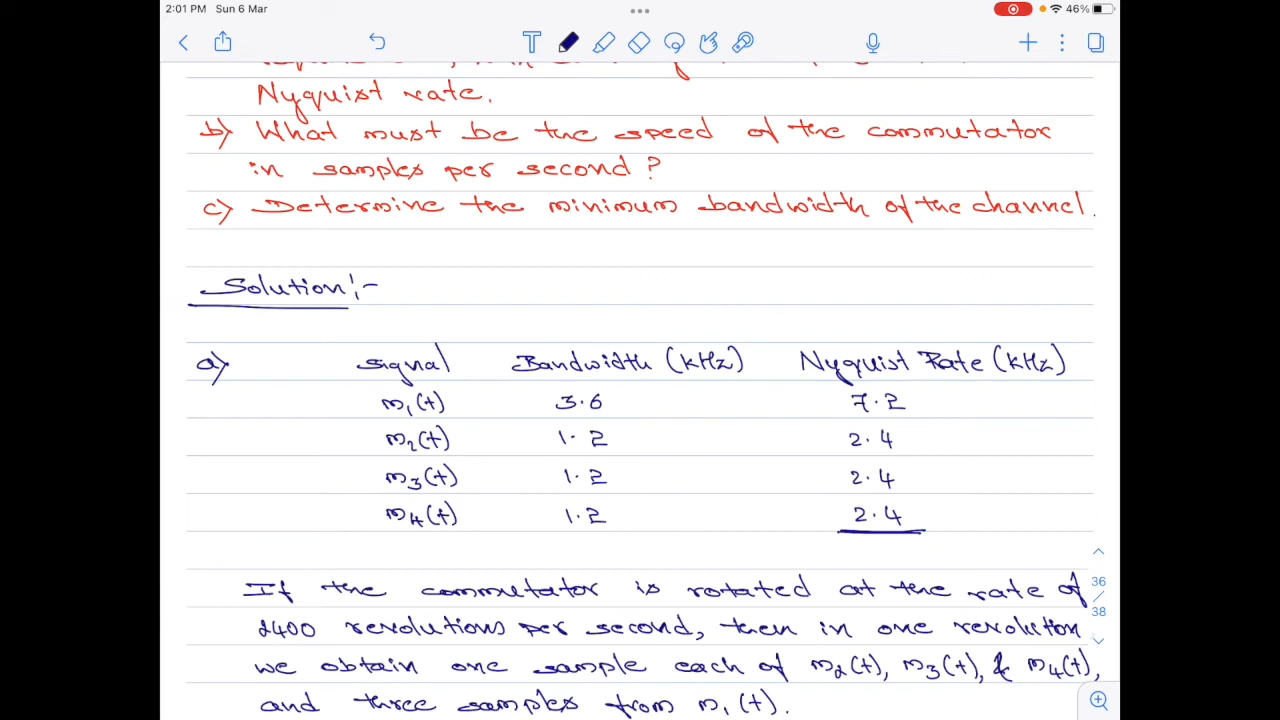 2:01 PM Sun 6 Mar
46%
Nyquist rate.
b) What must be the speed of the commutator
in samples per second?
c) Determine the minimum bandwidth of the channel.
Solution:-
a) signal Bandwidth (kHz) Nyquist Rate (kHz)
m₁(t) 3.6 7.2
m₂(t) 1.2 2.4
m₃(t) 1.2 2.4
m₄(t) 1.2 2.4
If the commutator is rotated at the rate of
2400 revolutions per second, then in one revolution
we obtain one sample each of m₂(t), m₃(t), & m₄(t),
and three samples from m₁(t).
36
/
38